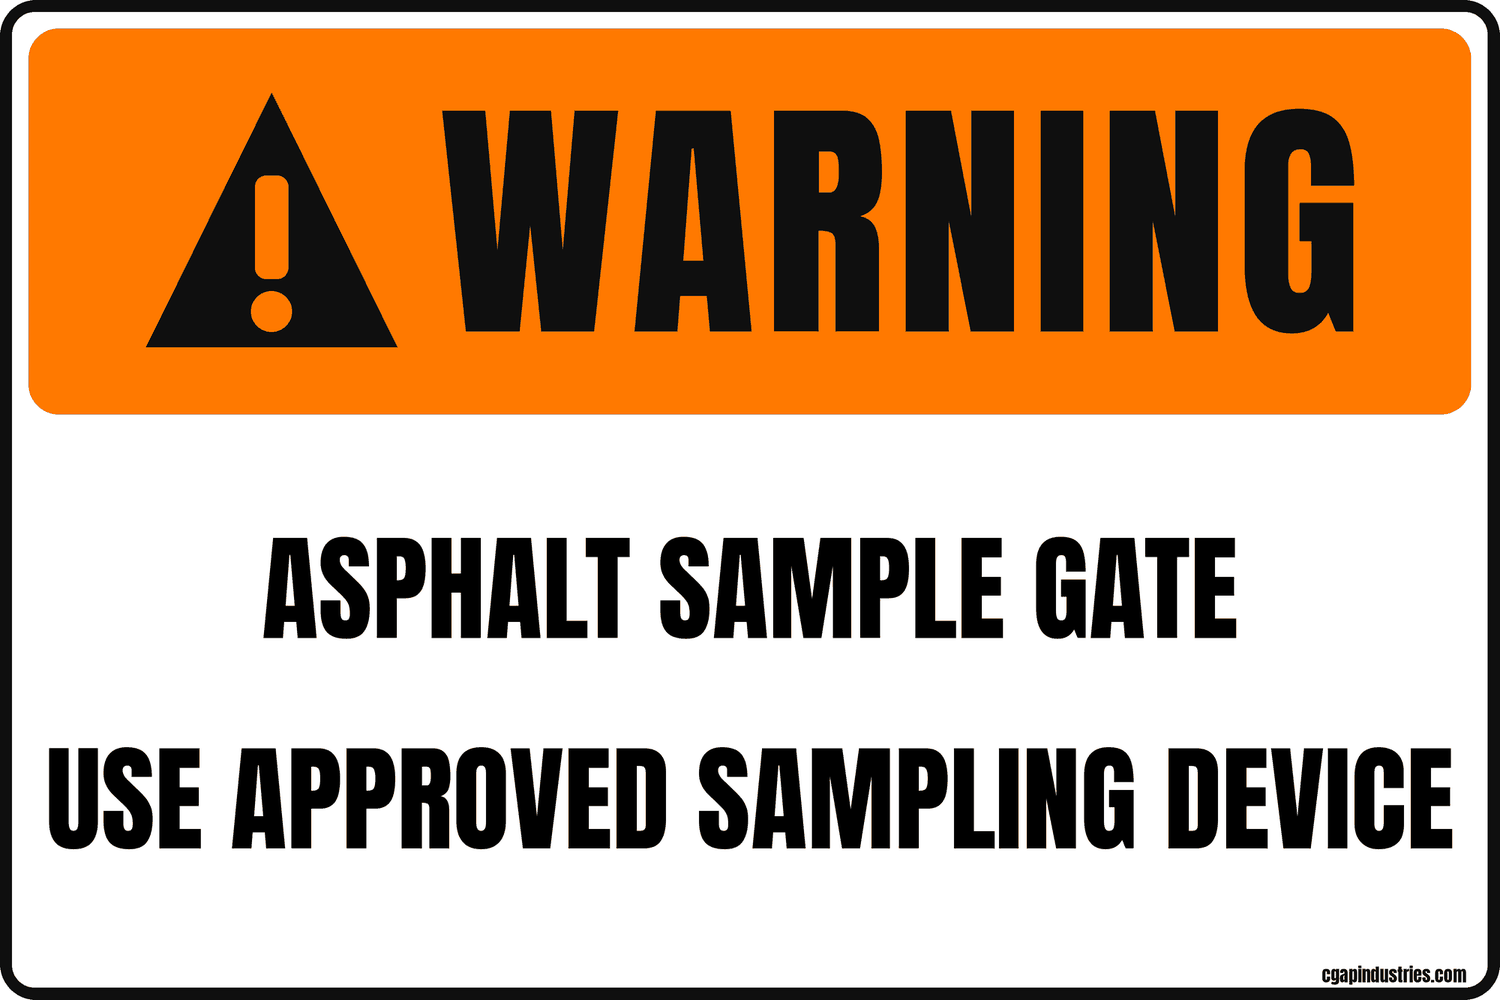 WARNING
ASPHALT SAMPLE GATE
USE APPROVED SAMPLING DEVICE
cgapindustries.com